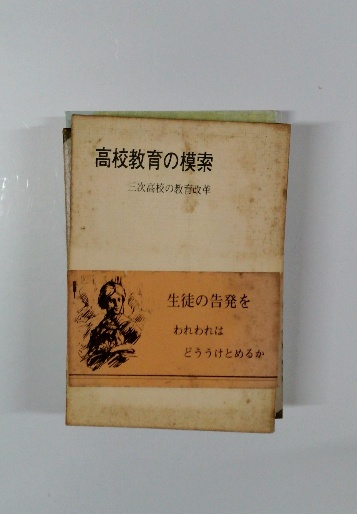 高校教育の模索
三次高校の教育改革
生徒の告発を
われわれは
どううけとめるか